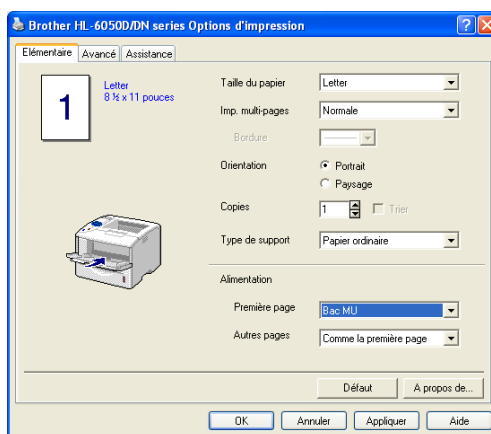 Brother HL-6050D/DN series Options d'impression
Elémentaire Avancé Assistance
1
Letter
8 ½ x 11 pouces
Taille du papier Letter
Imp. multi-pages Normale
Bordure
Orientation Portrait
Paysage
Copies 1 Trier
Type de support Papier ordinaire
Alimentation
Première page Bac MU
Autres pages Comme la première page
Défaut A propos de...
OK Annuler Appliquer Aide